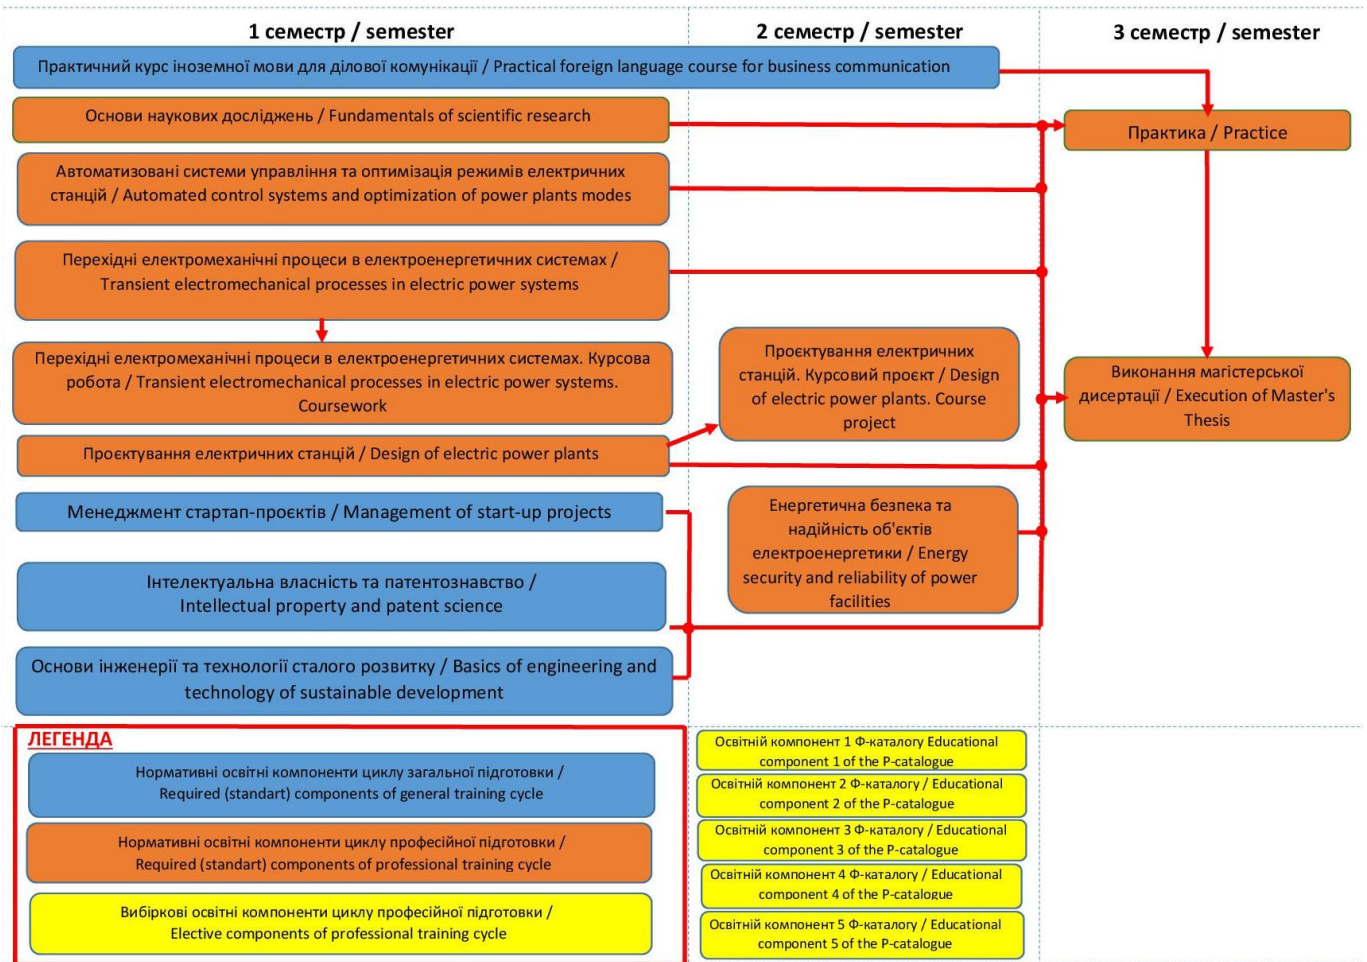 1 семестр / semester
2 семестр / semester
3 семестр / semester
Практичний курс іноземної мови для ділової комунікації / Practical foreign language course for business communication
Основи наукових досліджень / Fundamentals of scientific research
Практика / Practice
Автоматизовані системи управління та оптимізація режимів електричних
станцій / Automated control systems and optimization of power plants modes
Перехідні електромеханічні процеси в електроенергетичних системах /
Transient electromechanical processes in electric power systems
Перехідні електромеханічні процеси в електроенергетичних системах. Курсова
робота / Transient electromechanical processes in electric power systems.
Coursework
Проєктування електричних
станцій. Курсовий проєкт / Design
of electric power plants. Course
project
Виконання магістерської
дисертації / Execution of Master's
Thesis
Проєктування електричних станцій / Design of electric power plants
Менеджмент стартап-проєктів / Management of start-up projects
Енергетична безпека та
надійність об'єктів
електроенергетики / Energy
security and reliability of power
facilities
Інтелектуальна власність та патентознавство /
Intellectual property and patent science
Основи інженерії та технології сталого розвитку / Basics of engineering and
technology of sustainable development
ЛЕГЕНДА
Нормативні освітні компоненти циклу загальної підготовки /
Required (standart) components of general training cycle
Нормативні освітні компоненти циклу професійної підготовки /
Required (standart) components of professional training cycle
Вибіркові освітні компоненти циклу професійної підготовки /
Elective components of professional training cycle
Освітній компонент 1 Ф-каталогу Educational
component 1 of the P-catalogue
Освітній компонент 2 Ф-каталогу / Educational
component 2 of the P-catalogue
Освітній компонент 3 Ф-каталогу / Educational
component 3 of the P-catalogue
Освітній компонент 4 Ф-каталогу / Educational
component 4 of the P-catalogue
Освітній компонент 5 Ф-каталогу / Educational
component 5 of the P-catalogue